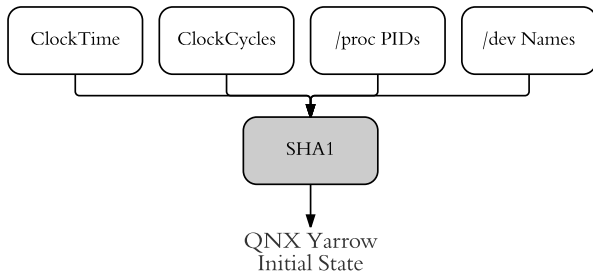 ClockTime
ClockCycles
/proc PIDs
/dev Names
SHA1
QNX Yarrow
Initial State